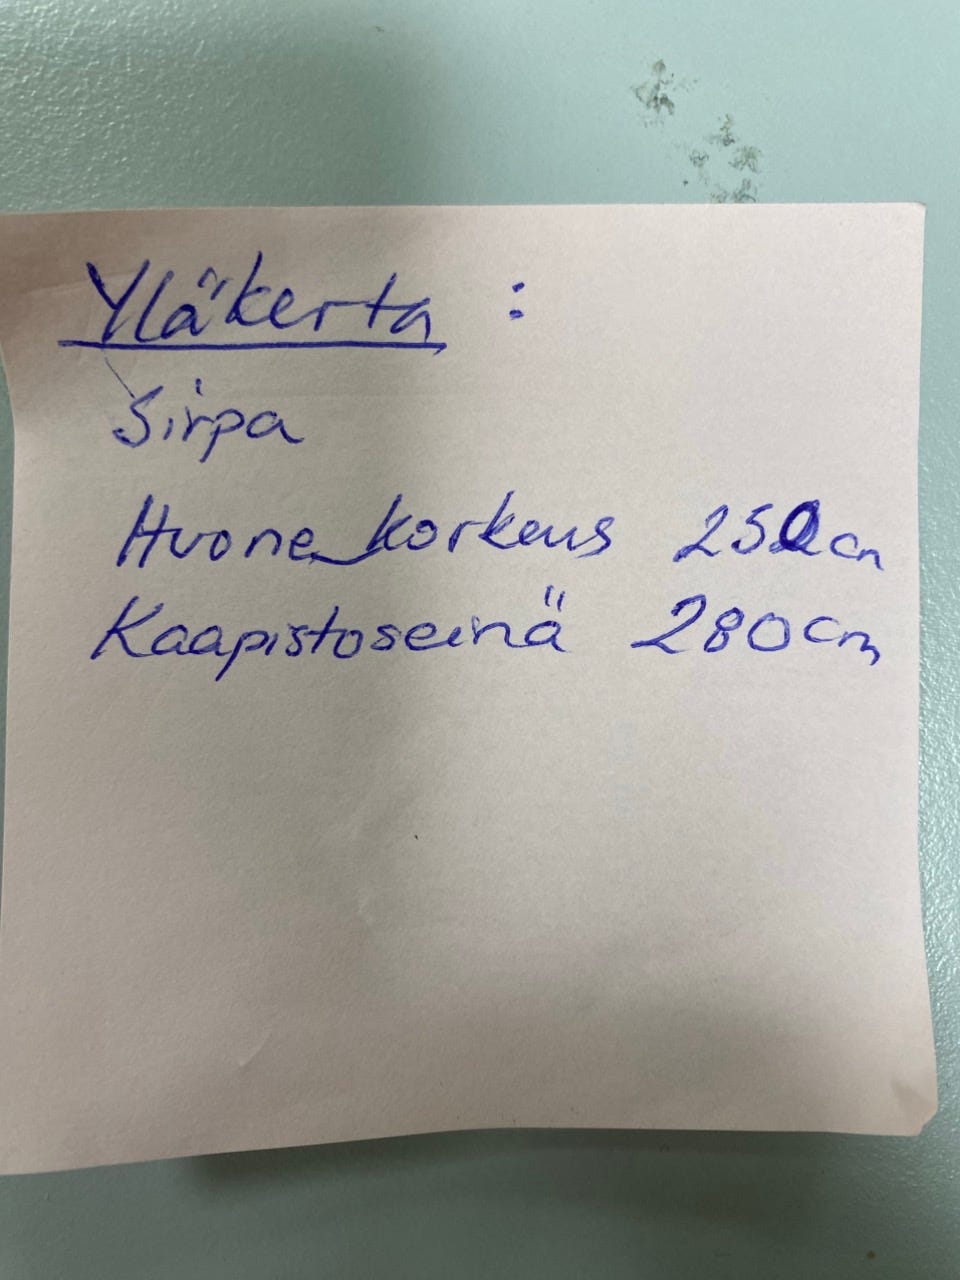 Yläkerta :
Sirpa
Huone korkeus 250cm
Kaapistoseinä 280cm